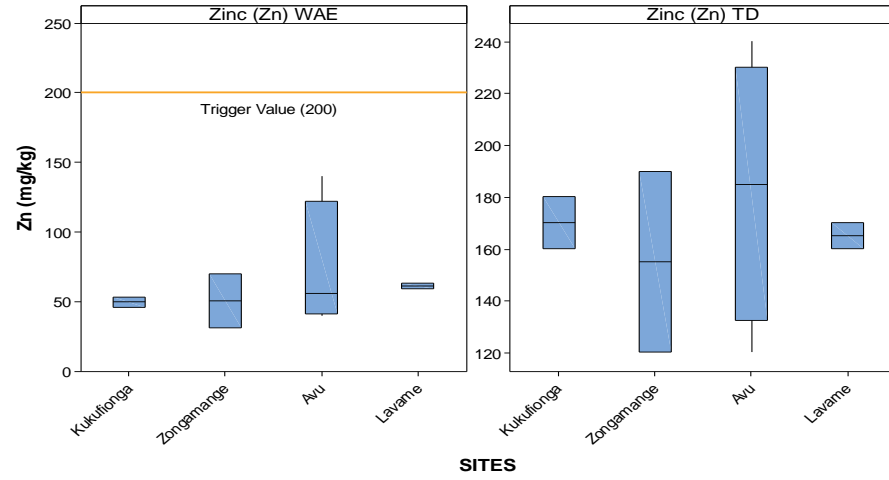 Zinc (Zn) WAE
Zinc (Zn) TD
Zn (mg/kg)
250
200
150
100
50
0
Trigger Value (200)
240
220
200
180
160
140
120
Kukufionga
Zongamange
Avu
Lavame
Kukufionga
Zongamange
Avu
Lavame
SITES